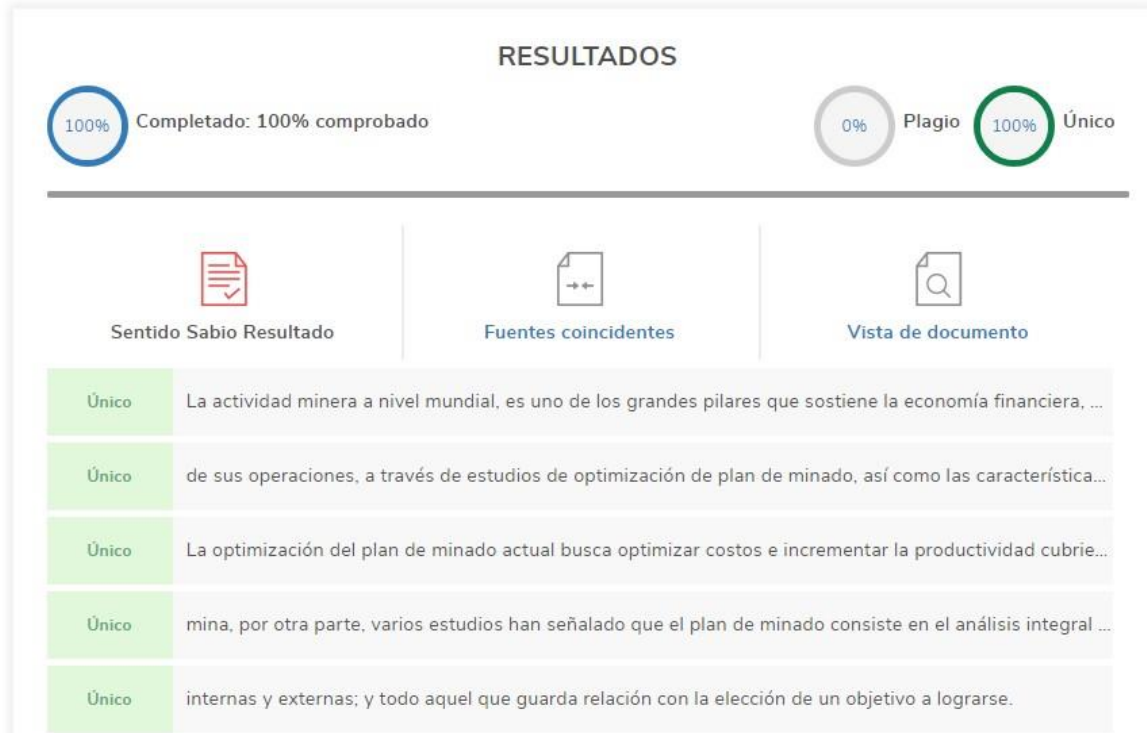 RESULTADOS
100% Completado: 100% comprobado 0% Plagio 100% Único
Sentido Sabio Resultado Fuentes coincidentes Vista de documento
Único La actividad minera a nivel mundial, es uno de los grandes pilares que sostiene la economía financiera, ...
Único de sus operaciones, a través de estudios de optimización de plan de minado, así como las característica...
Único La optimización del plan de minado actual busca optimizar costos e incrementar la productividad cubrie...
Único mina, por otra parte, varios estudios han señalado que el plan de minado consiste en el análisis integral ...
Único internas y externas; y todo aquel que guarda relación con la elección de un objetivo a lograrse.